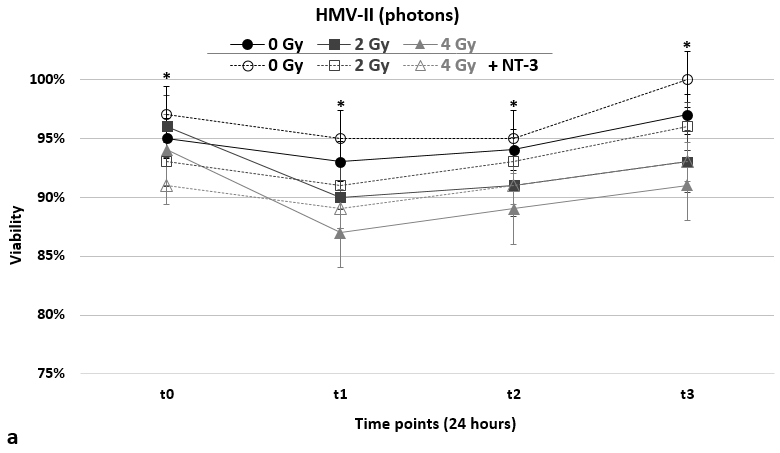 HMV-II (photons)
0 Gy 2 Gy 4 Gy
0 Gy 2 Gy 4 Gy + NT-3
* * * *
100%
95%
90%
85%
80%
75%
Viability
t0 t1 t2 t3
Time points (24 hours)
a